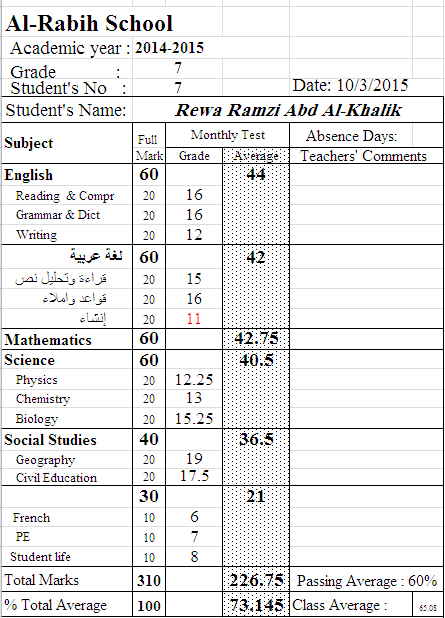 Al-Rabih School
Academic year : 2014-2015
Grade : 7
Student's No : 7 Date: 10/3/2015
Student's Name: Rewa Ramzi Abd Al-Khalik
Subject Full Mark Monthly Test Absence Days:
Grade Average Teachers' Comments
English 60 44
Reading & Compr 20 16
Grammar & Dict 20 16
Writing 20 12
لغة عربية 60 42
قراءة وتحليل نص 20 15
قواعد واملاء 20 16
إنشاء 20 11
Mathematics 60 42.75
Science 60 40.5
Physics 20 12.25
Chemistry 20 13
Biology 20 15.25
Social Studies 40 36.5
Geography 20 19
Civil Education 20 17.5
30 21
French 10 6
PE 10 7
Student life 10 8
Total Marks 310 226.75 Passing Average : 60%
% Total Average 100 73.145 Class Average : 65.08